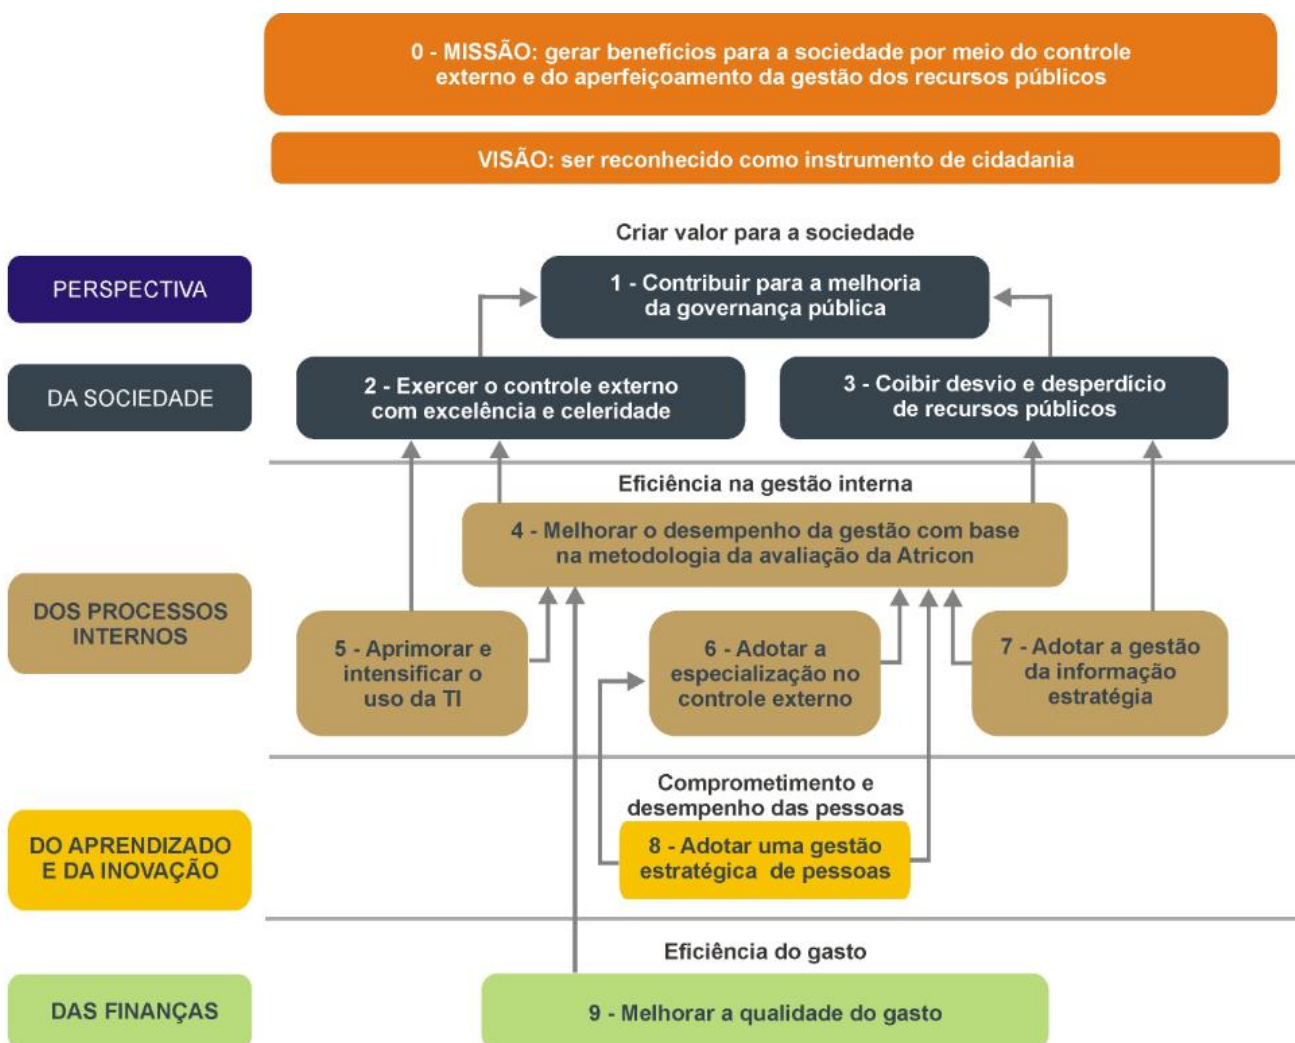 0 - MISSÃO: gerar benefícios para a sociedade por meio do controle
externo e do aperfeiçoamento da gestão dos recursos públicos
VISÃO: ser reconhecido como instrumento de cidadania
Criar valor para a sociedade
PERSPECTIVA
1 - Contribuir para a melhoria
da governança pública
DA SOCIEDADE
2 - Exercer o controle externo
com excelência e celeridade
3 - Coibir desvio e desperdício
de recursos públicos
Eficiência na gestão interna
4 - Melhorar o desempenho da gestão com base
na metodologia da avaliação da Atricon
DOS PROCESSOS
INTERNOS
5 - Aprimorar e
intensificar o
uso da TI
6 - Adotar a
especialização no
controle externo
7 - Adotar a gestão
da informação
estratégia
Comprometimento e
desempenho das pessoas
DO APRENDIZADO
E DA INOVAÇÃO
8 - Adotar uma gestão
estratégica de pessoas
Eficiência do gasto
DAS FINANÇAS
9 - Melhorar a qualidade do gasto